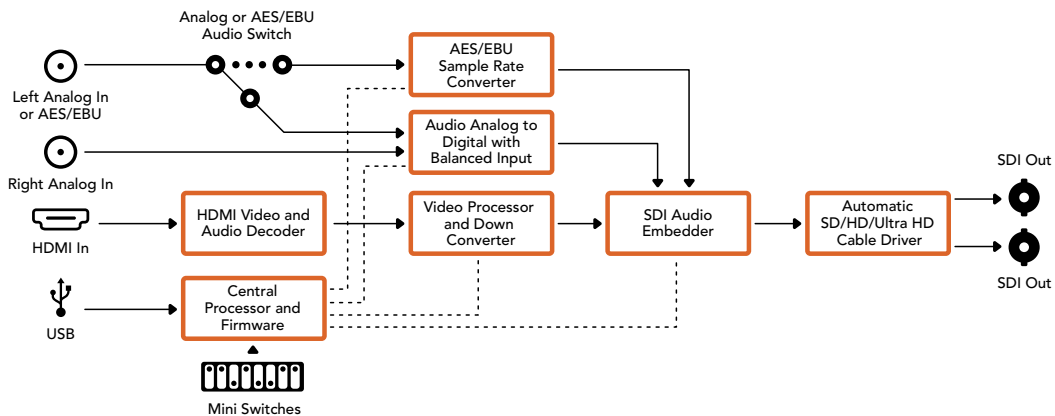 Analog or AES/EBU
Audio Switch
Left Analog In
or AES/EBU
AES/EBU
Sample Rate
Converter
Right Analog In
Audio Analog to
Digital with
Balanced Input
HDMI In
HDMI Video and
Audio Decoder
Video Processor
and Down
Converter
SDI Audio
Embedder
Automatic
SD/HD/Ultra HD
Cable Driver
SDI Out
SDI Out
USB
Central
Processor and
Firmware
Mini Switches